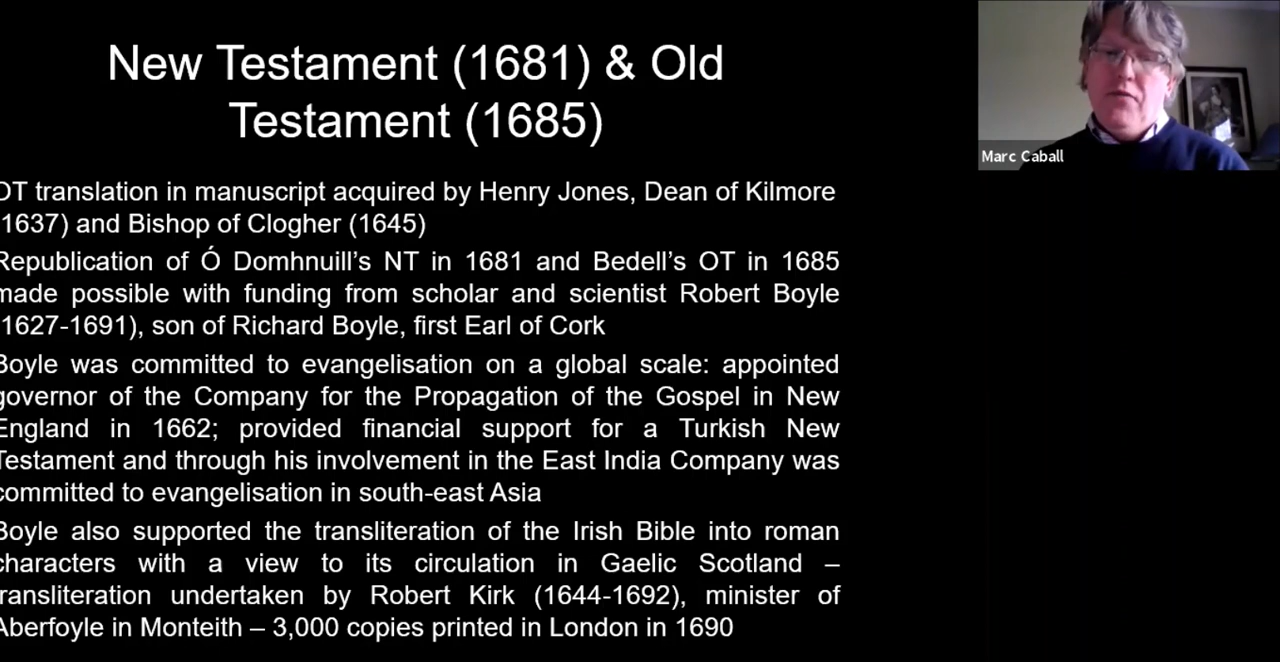 New Testament (1681) & Old
Testament (1685)
Marc Caball
OT translation in manuscript acquired by Henry Jones, Dean of Kilmore
1637) and Bishop of Clogher (1645)
Republication of Ó Domhnuill’s NT in 1681 and Bedell’s OT in 1685
made possible with funding from scholar and scientist Robert Boyle
1627-1691), son of Richard Boyle, first Earl of Cork
Boyle was committed to evangelisation on a global scale: appointed
governor of the Company for the Propagation of the Gospel in New
England in 1662; provided financial support for a Turkish New
Testament and through his involvement in the East India Company was
committed to evangelisation in south-east Asia
Boyle also supported the transliteration of the Irish Bible into roman
characters with a view to its circulation in Gaelic Scotland –
transliteration undertaken by Robert Kirk (1644-1692), minister of
Aberfoyle in Monteith – 3,000 copies printed in London in 1690